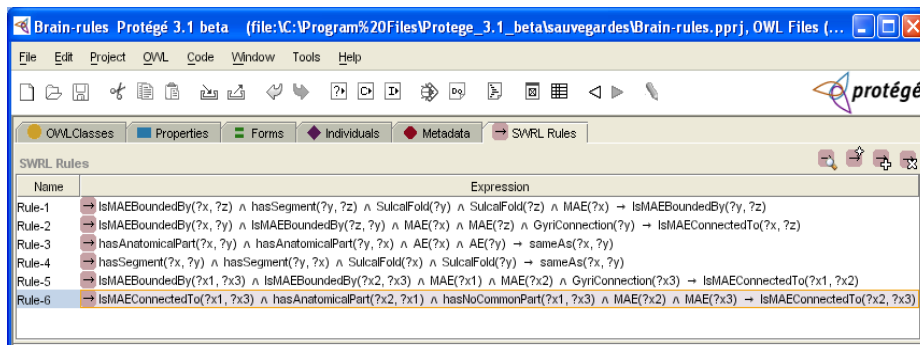 Brain-rules Protégé 3.1 beta (file:\C:\Program%20Files\Protege_3.1_beta\sauvegardes\Brain-rules.pprj, OWL Files (...
File Edit Project OWL Code Window Tools Help
protégé
OWLClasses Properties Forms Individuals Metadata SWRL Rules
SWRL Rules
Name Expression
Rule-1 → IsMAEBoundedBy(?x, ?z) ∧ hasSegment(?y, ?z) ∧ SulcalFold(?y) ∧ SulcalFold(?z) ∧ MAE(?x) → IsMAEBoundedBy(?y, ?z)
Rule-2 → IsMAEBoundedBy(?x, ?y) ∧ IsMAEBoundedBy(?z, ?y) ∧ MAE(?x) ∧ MAE(?z) ∧ GyriConnection(?y) → IsMAEConnectedTo(?x, ?z)
Rule-3 → hasAnatomicalPart(?x, ?y) ∧ hasAnatomicalPart(?y, ?x) ∧ AE(?x) ∧ AE(?y) → sameAs(?x, ?y)
Rule-4 → hasSegment(?x, ?y) ∧ hasSegment(?y, ?x) ∧ SulcalFold(?x) ∧ SulcalFold(?y) → sameAs(?x, ?y)
Rule-5 → IsMAEBoundedBy(?x1, ?x3) ∧ IsMAEBoundedBy(?x2, ?x3) ∧ MAE(?x1) ∧ MAE(?x2) ∧ GyriConnection(?x3) → IsMAEConnectedTo(?x1, ?x2)
Rule-6 → IsMAEConnectedTo(?x1, ?x3) ∧ hasAnatomicalPart(?x2, ?x1) ∧ hasNoCommonPart(?x1, ?x3) ∧ MAE(?x2) ∧ MAE(?x3) → IsMAEConnectedTo(?x2, ?x3)